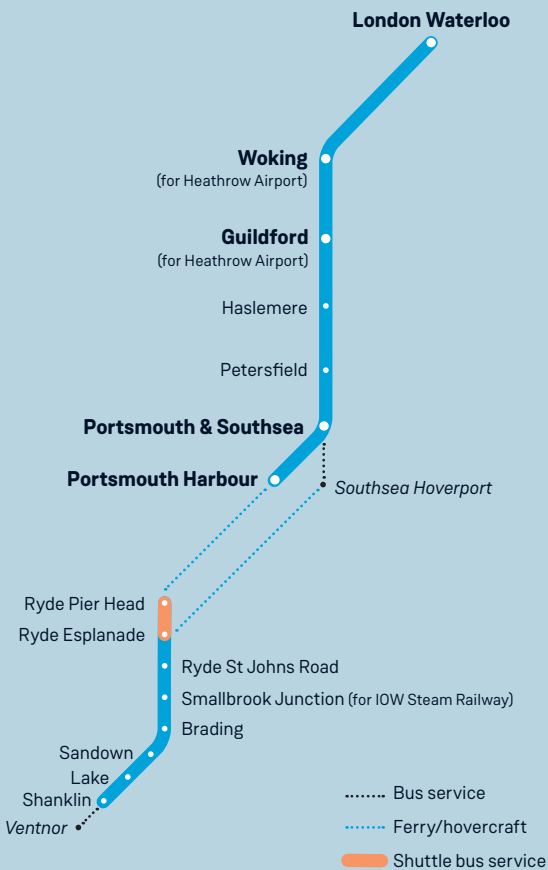 London Waterloo
Woking
(for Heathrow Airport)
Guildford
(for Heathrow Airport)
Haslemere
Petersfield
Portsmouth & Southsea
Portsmouth Harbour
Southsea Hoverport
Ryde Pier Head
Ryde Esplanade
Ryde St Johns Road
Smallbrook Junction (for IOW Steam Railway)
Brading
Sandown
Lake
Shanklin
Ventnor
Bus service
Ferry/hovercraft
Shuttle bus service